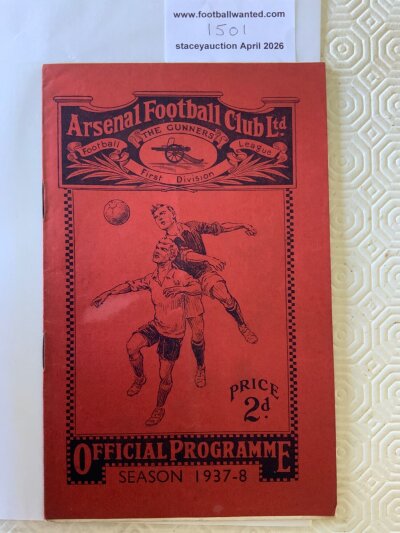 www.footballwanted.com
1501
staceyauction April 2026
Arsenal Football Club Ltd.
"THE GUNNERS"
Football League
First Division
PRICE
2d.
OFFICIAL PROGRAMME
SEASON 1937-8